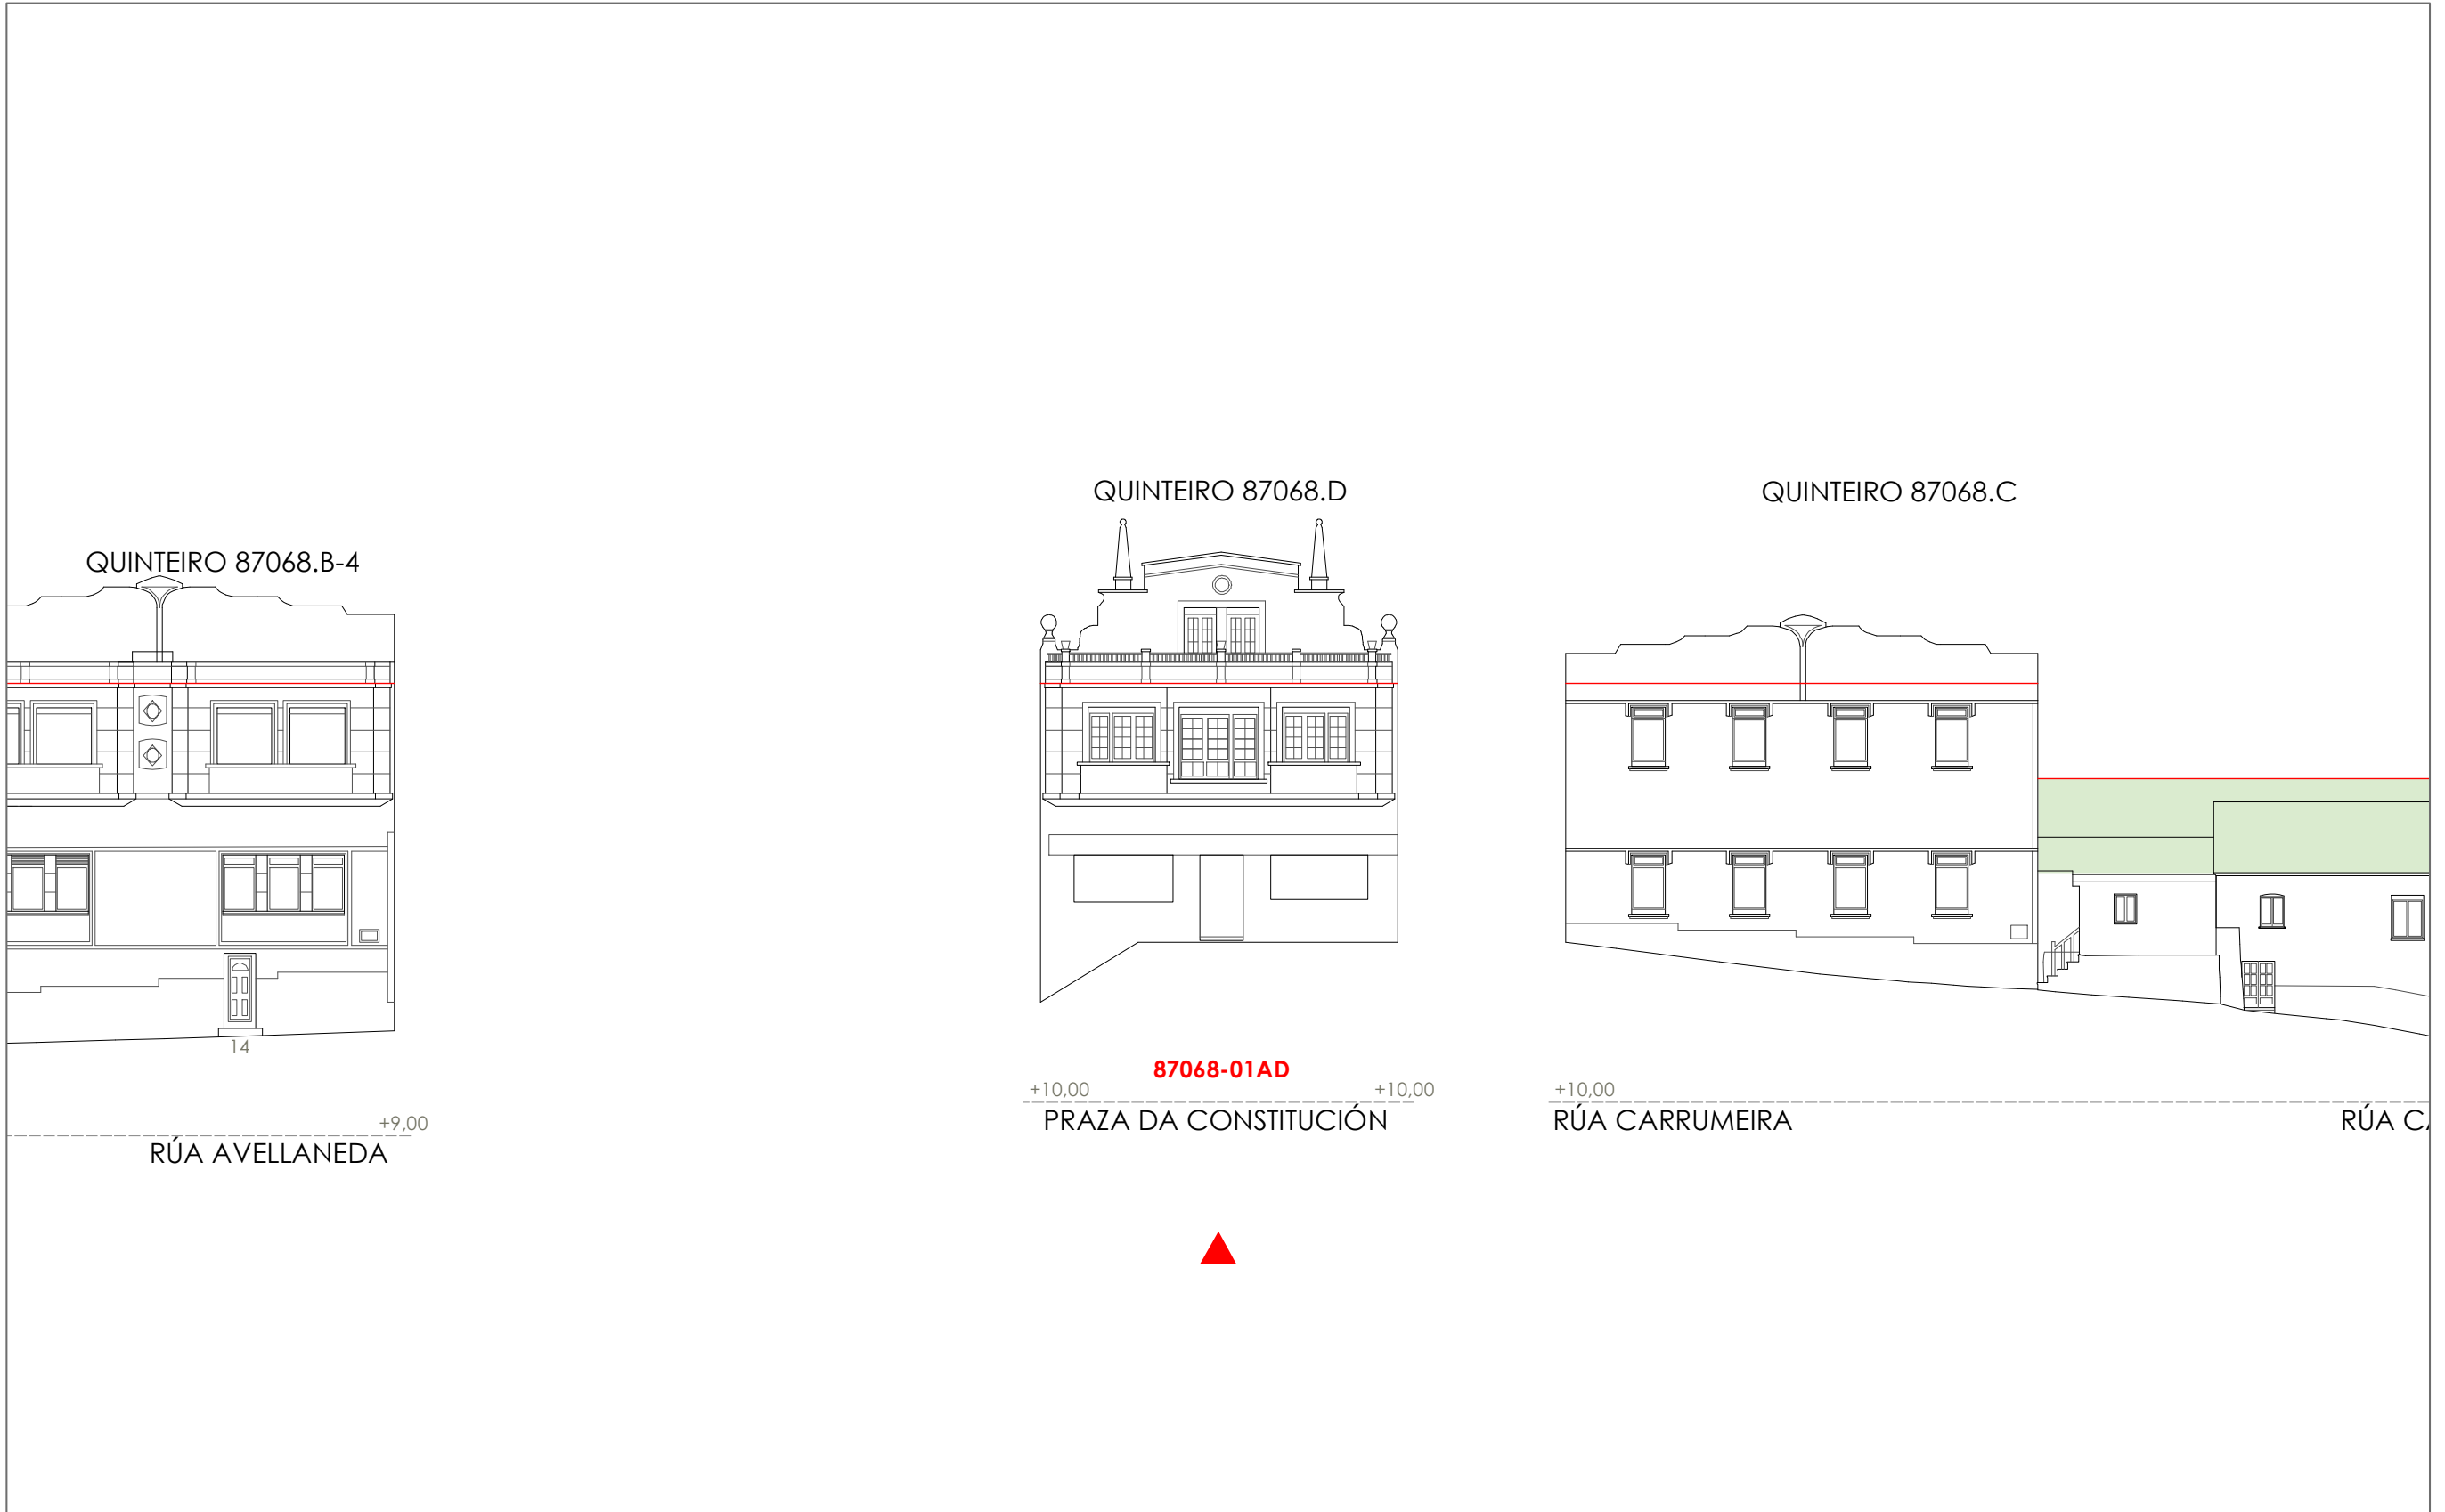 QUINTEIRO 87068.B-4
14
+9,00
RÚA AVELLANEDA
QUINTEIRO 87068.D
87068-01AD
+10,00 +10,00
PRAZA DA CONSTITUCIÓN
QUINTEIRO 87068.C
+10,00
RÚA CARRUMEIRA
RÚA